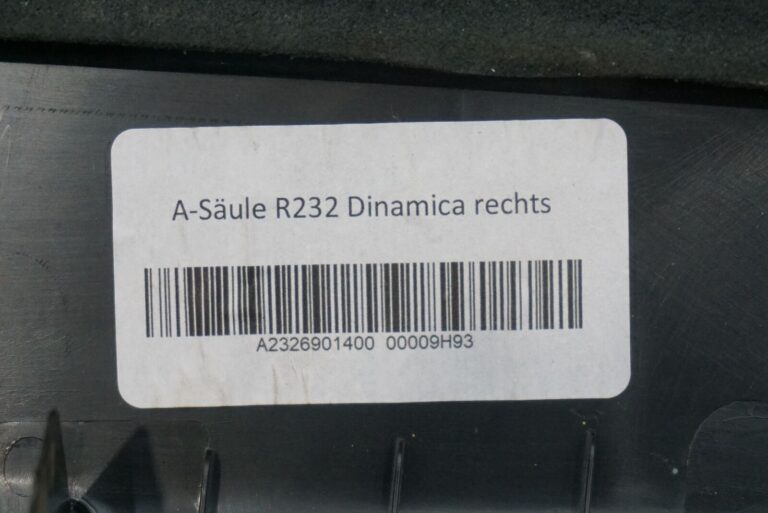 A-Säule R232 Dinamica rechts
A2326901400 00009H93